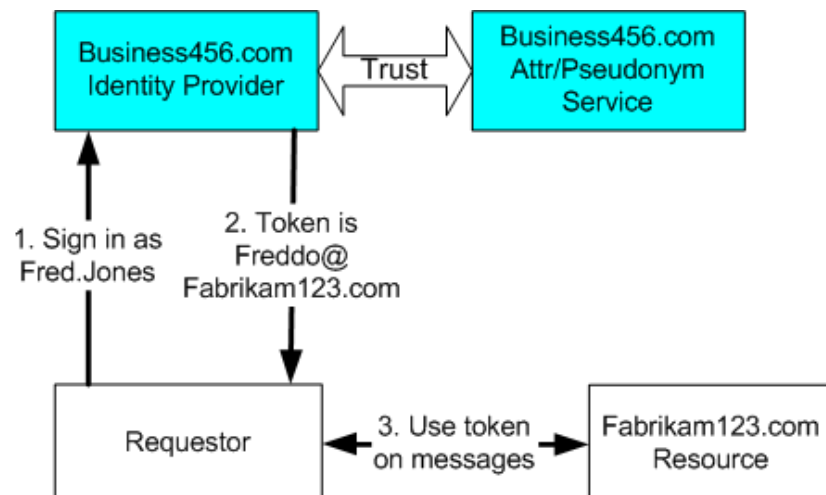 Business456.com
Identity Provider
Trust
Business456.com
Attr/Pseudonym
Service
1. Sign in as
Fred.Jones
2. Token is
Freddo@
Fabrikam123.com
Requestor
3. Use token
on messages
Fabrikam123.com
Resource